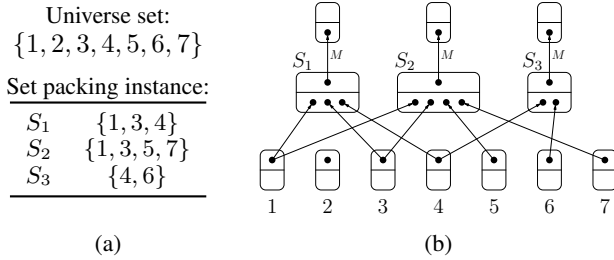 Universe set:
{1, 2, 3, 4, 5, 6, 7}
Set packing instance:
S₁ {1, 3, 4}
S₂ {1, 3, 5, 7}
S₃ {4, 6}
(a)
M M M
S₁ S₂ S₃
1 2 3 4 5 6 7
(b)